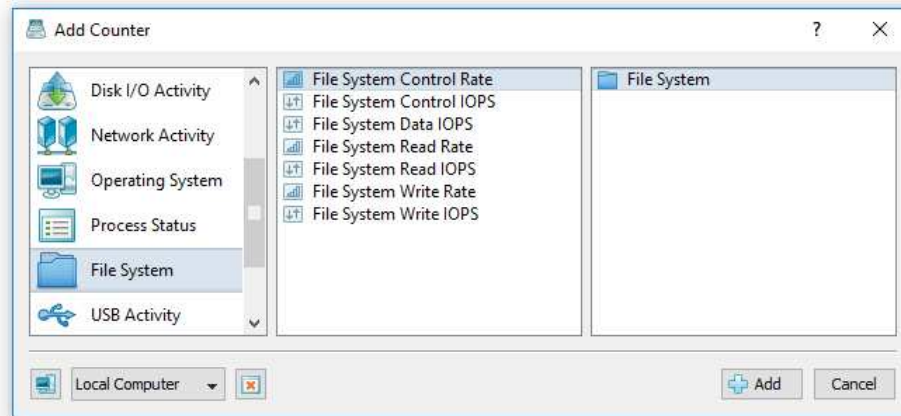 Add Counter
?
Disk I/O Activity
Network Activity
Operating System
Process Status
File System
USB Activity
File System Control Rate
File System Control IOPS
File System Data IOPS
File System Read Rate
File System Read IOPS
File System Write Rate
File System Write IOPS
File System
Local Computer
Add
Cancel